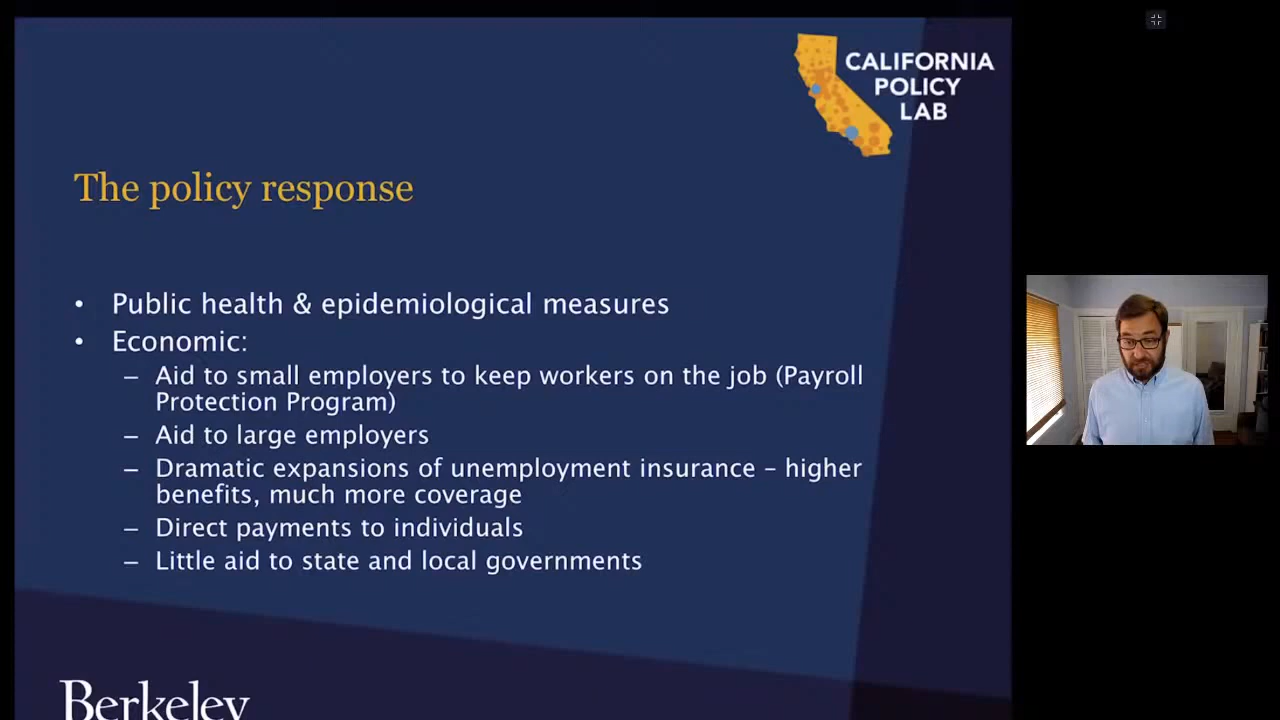 CALIFORNIA
POLICY
LAB
The policy response
• Public health & epidemiological measures
• Economic:
– Aid to small employers to keep workers on the job (Payroll
Protection Program)
– Aid to large employers
– Dramatic expansions of unemployment insurance – higher
benefits, much more coverage
– Direct payments to individuals
– Little aid to state and local governments
Berkeley